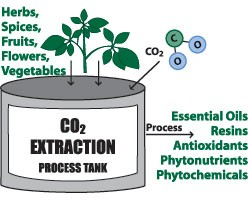 Herbs,
Spices,
Fruits,
Flowers,
Vegetables
CO₂
C
O
O
CO₂
EXTRACTION
PROCESS TANK
Process
Essential Oils
Resins
Antioxidants
Phytonutrients
Phytochemicals